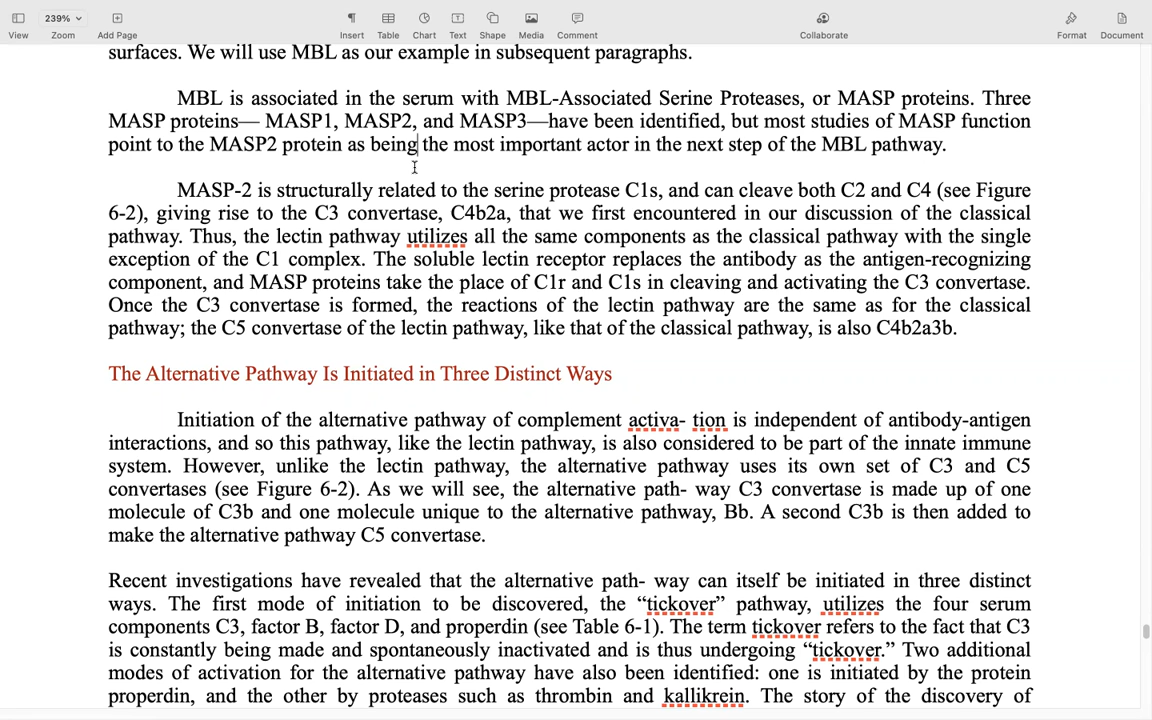 239%
View
Zoom
Add Page
Insert
Table
Chart
Text
Shape
Media
Comment
Collaborate
Format
Document
surfaces. We will use MBL as our example in subsequent paragraphs.
MBL is associated in the serum with MBL-Associated Serine Proteases, or MASP proteins. Three
MASP proteins— MASP1, MASP2, and MASP3—have been identified, but most studies of MASP function
point to the MASP2 protein as being the most important actor in the next step of the MBL pathway.
MASP-2 is structurally related to the serine protease C1s, and can cleave both C2 and C4 (see Figure
6-2), giving rise to the C3 convertase, C4b2a, that we first encountered in our discussion of the classical
pathway. Thus, the lectin pathway utilizes all the same components as the classical pathway with the single
exception of the C1 complex. The soluble lectin receptor replaces the antibody as the antigen-recognizing
component, and MASP proteins take the place of C1r and C1s in cleaving and activating the C3 convertase.
Once the C3 convertase is formed, the reactions of the lectin pathway are the same as for the classical
pathway; the C5 convertase of the lectin pathway, like that of the classical pathway, is also C4b2a3b.
The Alternative Pathway Is Initiated in Three Distinct Ways
Initiation of the alternative pathway of complement activa- tion is independent of antibody-antigen
interactions, and so this pathway, like the lectin pathway, is also considered to be part of the innate immune
system. However, unlike the lectin pathway, the alternative pathway uses its own set of C3 and C5
convertases (see Figure 6-2). As we will see, the alternative path- way C3 convertase is made up of one
molecule of C3b and one molecule unique to the alternative pathway, Bb. A second C3b is then added to
make the alternative pathway C5 convertase.
Recent investigations have revealed that the alternative path- way can itself be initiated in three distinct
ways. The first mode of initiation to be discovered, the “tickover” pathway, utilizes the four serum
components C3, factor B, factor D, and properdin (see Table 6-1). The term tickover refers to the fact that C3
is constantly being made and spontaneously inactivated and is thus undergoing “tickover.” Two additional
modes of activation for the alternative pathway have also been identified: one is initiated by the protein
properdin, and the other by proteases such as thrombin and kallikrein. The story of the discovery of